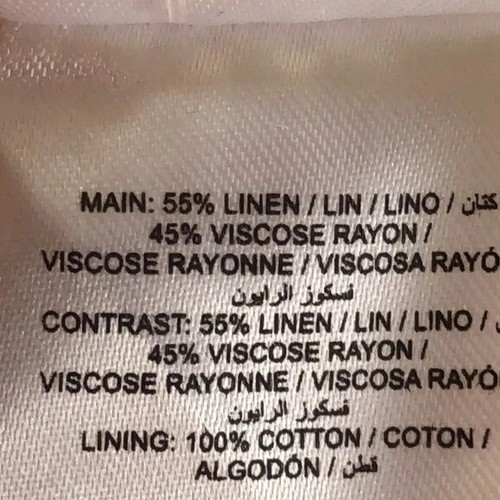 MAIN: 55% LINEN / LIN / LINO / كتان
45% VISCOSE RAYON /
VISCOSE RAYONNE / VISCOSA RAYÓ
فسكوز الرايون
CONTRAST: 55% LINEN / LIN / LINO /
45% VISCOSE RAYON /
VISCOSE RAYONNE / VISCOSA RAYÓ
فسكوز الرايون
LINING: 100% COTTON / COTON /
ALGODÓN / قطن